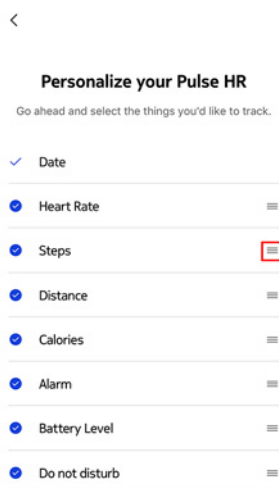 Personalize your Pulse HR
Go ahead and select the things you'd like to track.
Date
Heart Rate
Steps
Distance
Calories
Alarm
Battery Level
Do not disturb